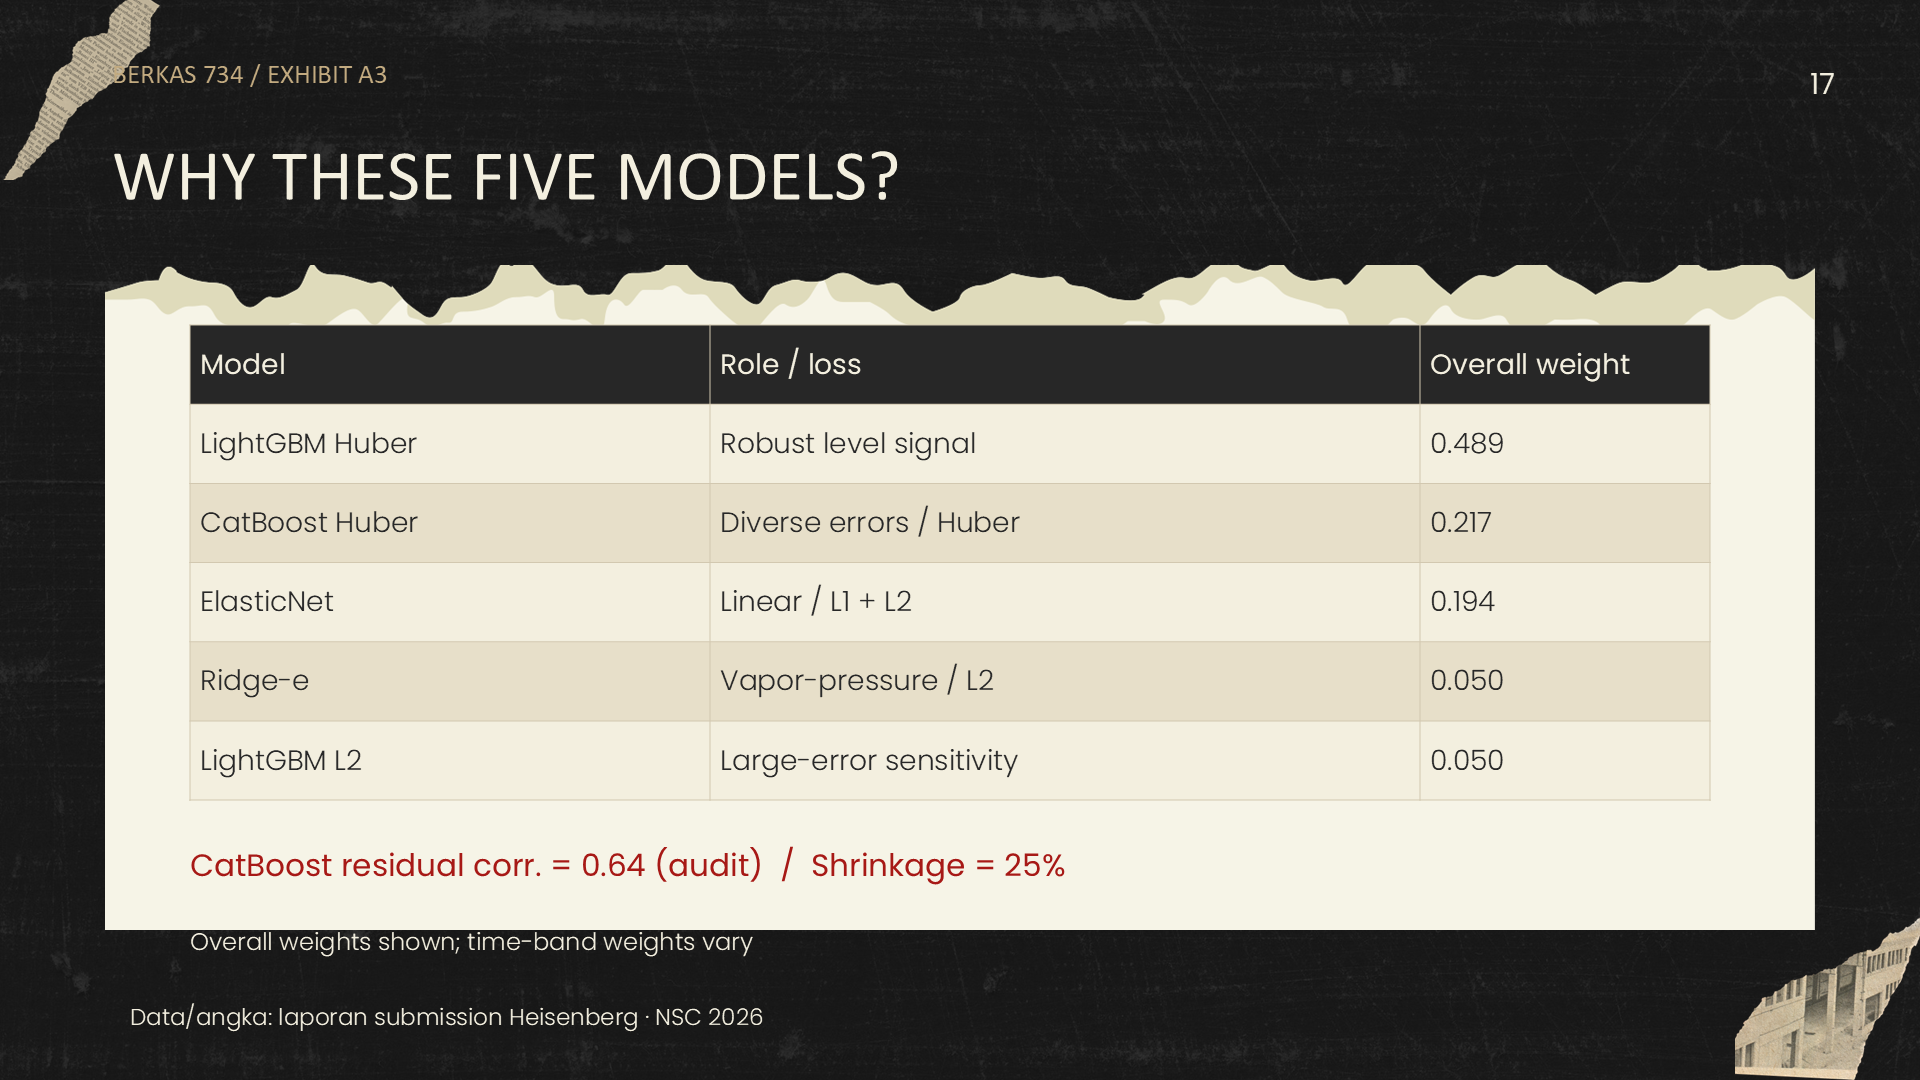 BERKAS 734 / EXHIBIT A3
17
WHY THESE FIVE MODELS?
Model Role / loss Overall weight
LightGBM Huber Robust level signal 0.489
CatBoost Huber Diverse errors / Huber 0.217
ElasticNet Linear / L1 + L2 0.194
Ridge-e Vapor-pressure / L2 0.050
LightGBM L2 Large-error sensitivity 0.050
CatBoost residual corr. = 0.64 (audit) / Shrinkage = 25%
Overall weights shown; time-band weights vary
Data/angka: laporan submission Heisenberg · NSC 2026